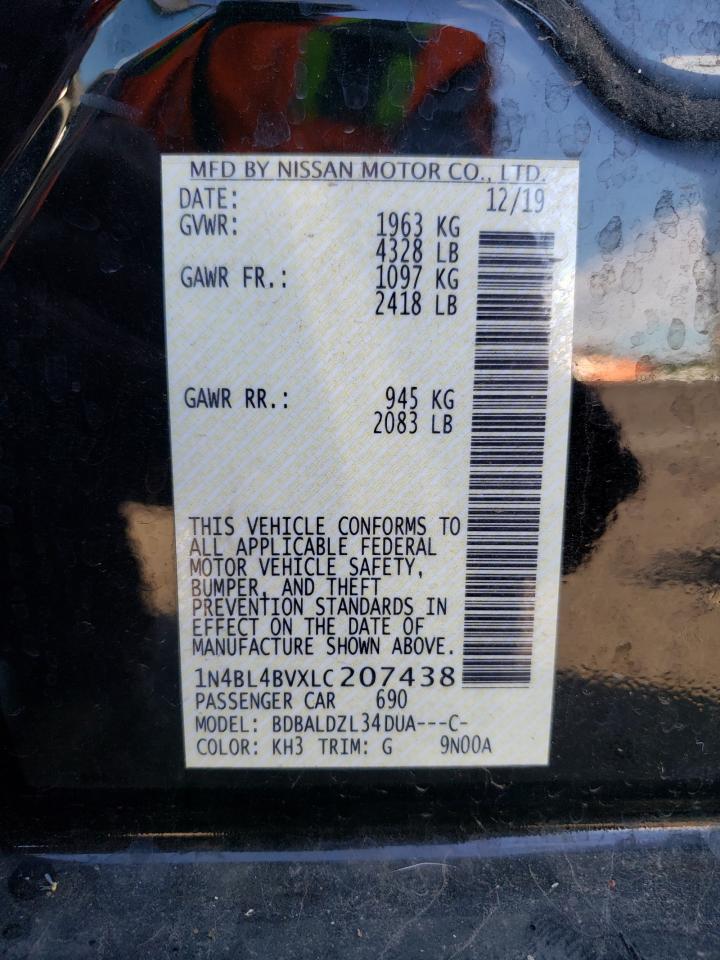 MFD BY NISSAN MOTOR CO., LTD.
DATE: 12/19
GVWR: 1963 KG
4328 LB
GAWR FR.: 1097 KG
2418 LB
GAWR RR.: 945 KG
2083 LB
THIS VEHICLE CONFORMS TO
ALL APPLICABLE FEDERAL
MOTOR VEHICLE SAFETY,
BUMPER, AND THEFT
PREVENTION STANDARDS IN
EFFECT ON THE DATE OF
MANUFACTURE SHOWN ABOVE.
1N4BL4BVXLC207438
PASSENGER CAR 690
MODEL: BDBALDZL34DUA---C-
COLOR: KH3 TRIM: G 9N00A